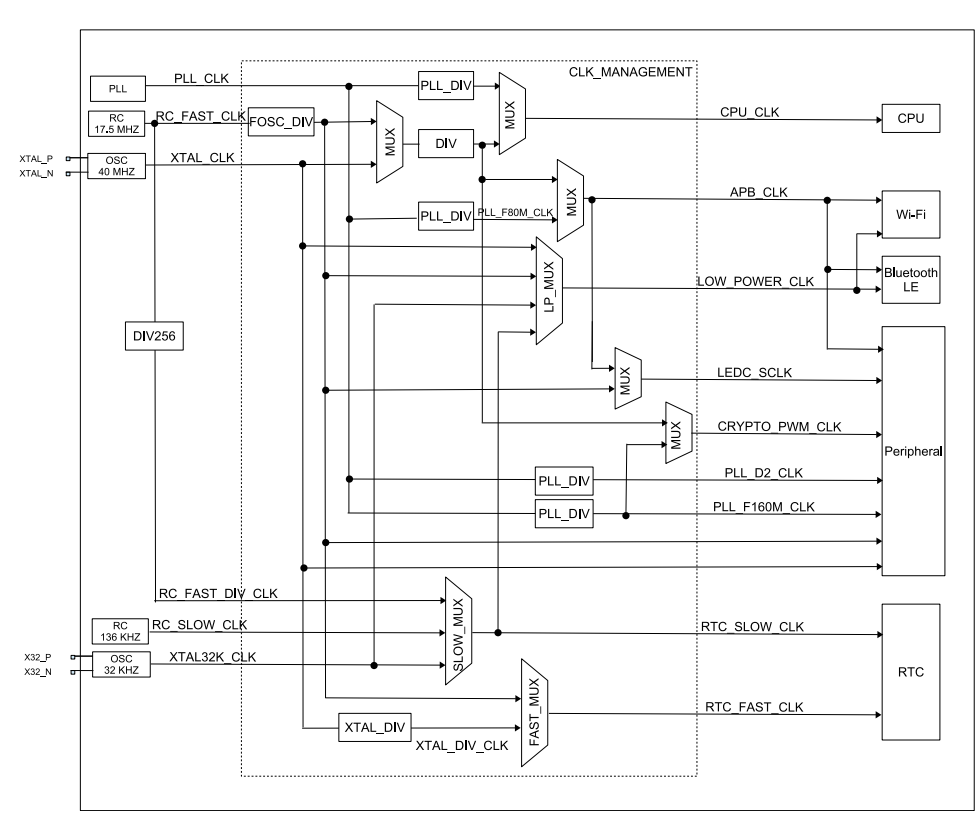 CLK_MANAGEMENT
PLL
PLL_CLK
PLL_DIV
MUX
CPU_CLK
CPU
RC
17.5 MHZ
RC_FAST_CLK
FOSC_DIV
MUX
DIV
XTAL_P
XTAL_N
OSC
40 MHZ
XTAL_CLK
MUX
APB_CLK
Wi-Fi
PLL_DIV
PLL_F80M_CLK
LP_MUX
LOW_POWER_CLK
Bluetooth
LE
DIV256
MUX
LEDC_SCLK
MUX
CRYPTO_PWM_CLK
Peripheral
PLL_DIV
PLL_D2_CLK
PLL_DIV
PLL_F160M_CLK
RC_FAST_DIV_CLK
RC
136 KHZ
RC_SLOW_CLK
SLOW_MUX
RTC_SLOW_CLK
X32_P
X32_N
OSC
32 KHZ
XTAL32K_CLK
RTC
FAST_MUX
RTC_FAST_CLK
XTAL_DIV
XTAL_DIV_CLK